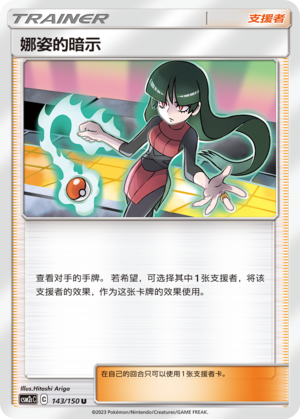 TRAINER
支援者
娜姿的暗示
查看对手的手牌。若希望，可选择其中1张支援者，将该
支援者的效果，作为这张卡牌的效果使用。
在自己的回合只可以使用1张支援者卡。
Illus.Hitoshi Ariga
CSM2c C C 143/150 U
©2023 Pokémon/Nintendo/Creatures/GAME FREAK.